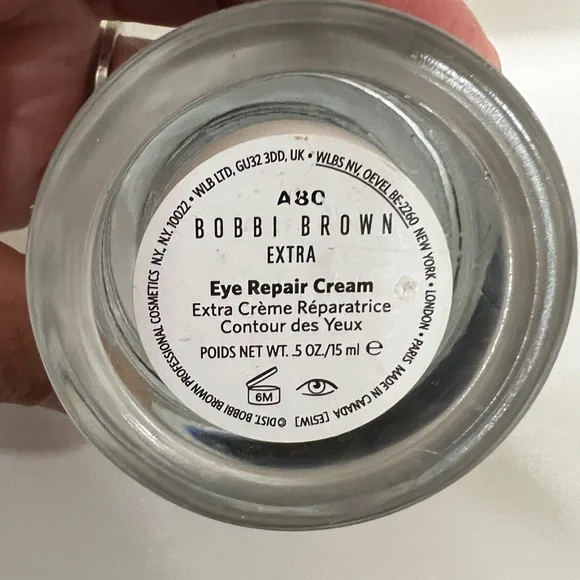 A80
BOBBI BROWN
EXTRA
Eye Repair Cream
Extra Crème Réparatrice
Contour des Yeux
POIDS NET WT. .5 OZ./15 ml ℮
6M
©DIST. BOBBI BROWN PROFESSIONAL COSMETICS N.Y. N.Y. 10022 • WLB LTD, GU32 3DD, UK • WLBS NV, OEVEL BE-2260 NEW YORK • LONDON • PARIS MADE IN CANADA [ESTW]